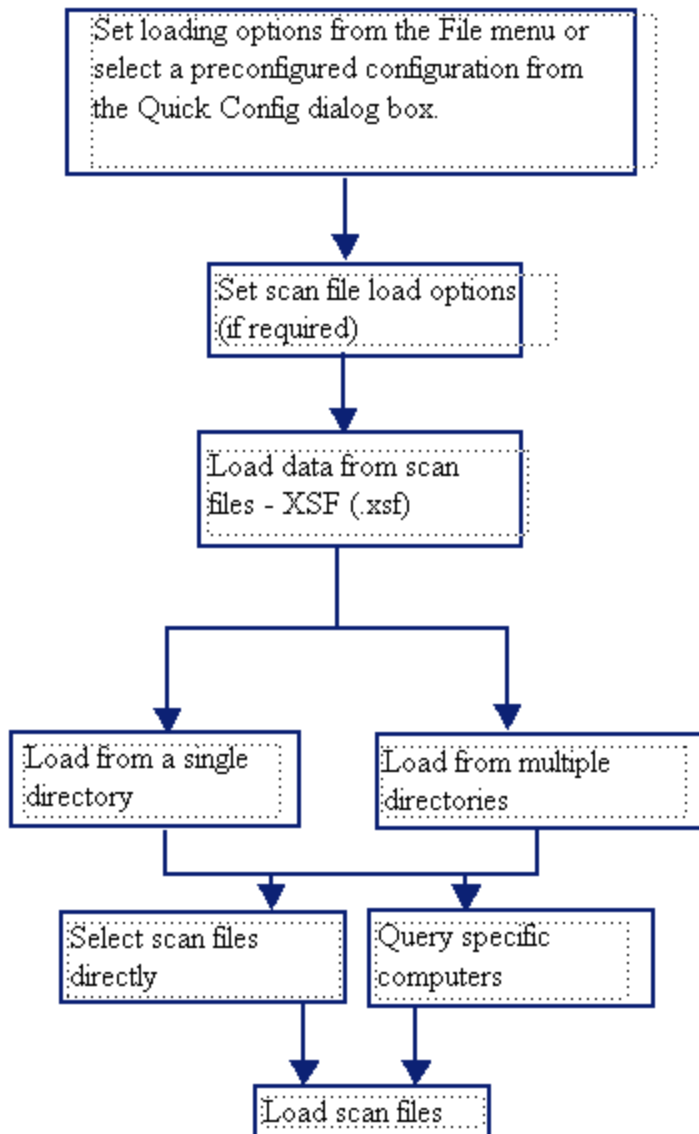 Set loading options from the File menu or
select a preconfigured configuration from
the Quick Config dialog box.
Set scan file load options
(if required)
Load data from scan
files - XSF (.xsf)
Load from a single
directory
Load from multiple
directories
Select scan files
directly
Query specific
computers
Load scan files